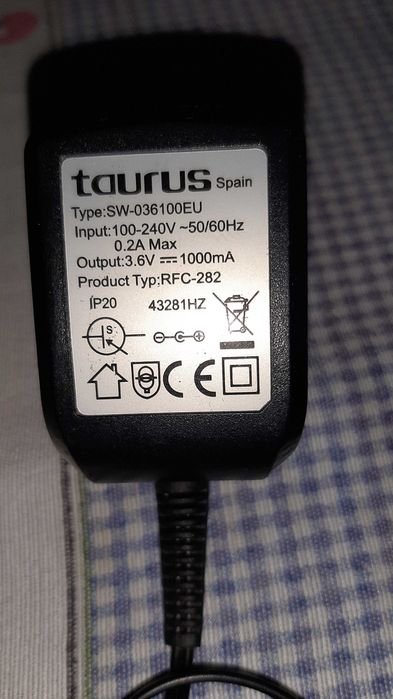 taurus Spain
Type:SW-036100EU
Input:100-240V ~50/60Hz
0.2A Max
Output:3.6V ⎓ 1000mA
Product Typ:RFC-282
IP20 43281HZ
S
CE